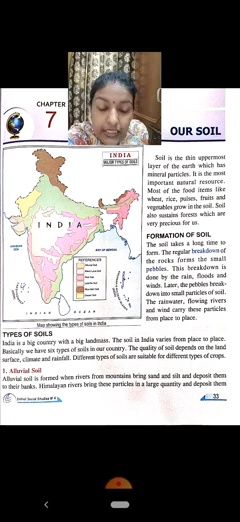 CHAPTER
7
OUR SOIL
INDIA
MAJOR TYPES OF SOILS
INDIA
ARABIAN SEA
BAY OF BENGAL
REFERENCES
Alluvial Soil
Black Lava Soil
Red Soil
Laterite Soil
Mountain Soil
Desert Soil
INDIAN OCEAN
Map showing the types of soils in India
Soil is the thin uppermost
layer of the earth which has
mineral particles. It is the most
important natural resource.
Most of the food items like
wheat, rice, pulses, fruits and
vegetables grow in the soil. Soil
also sustains forests which are
very precious for us.
FORMATION OF SOIL
The soil takes a long time to
form. The regular breakdown of
the rocks forms the small
pebbles. This breakdown is
done by the rain, floods and
winds. Later, the pebbles break-
down into small particles of soil.
The rainwater, flowing rivers
and wind carry these particles
from place to place.
TYPES OF SOILS
India is a big country with a big landmass. The soil in India varies from place to place.
Basically we have six types of soils in our country. The quality of soil depends on the land
surface, climate and rainfall. Different types of soils are suitable for different types of crops.
1. Alluvial Soil
Alluvial soil is formed when rivers from mountains bring sand and silt and deposit them
to their banks. Himalayan rivers bring these particles in a large quantity and deposit them
Social Studies
33